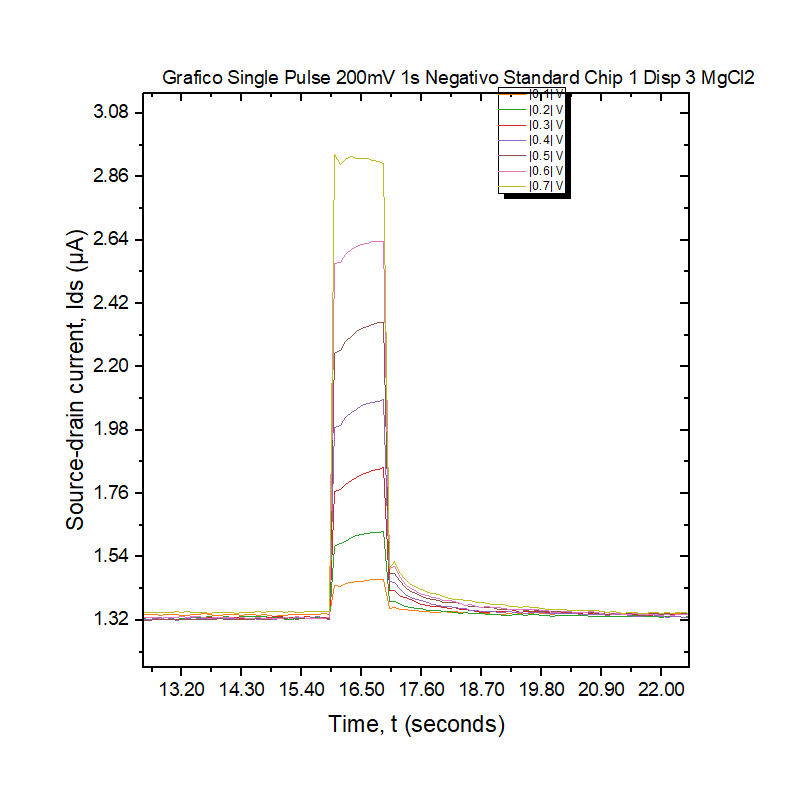 Grafico Single Pulse 200mV 1s Negativo Standard Chip 1 Disp 3 MgCl2
|0.1| V
|0.2| V
|0.3| V
|0.4| V
|0.5| V
|0.6| V
|0.7| V
3.08
2.86
2.64
2.42
2.20
1.98
1.76
1.54
1.32
Source-drain current, Ids (μA)
13.20 14.30 15.40 16.50 17.60 18.70 19.80 20.90 22.00
Time, t (seconds)